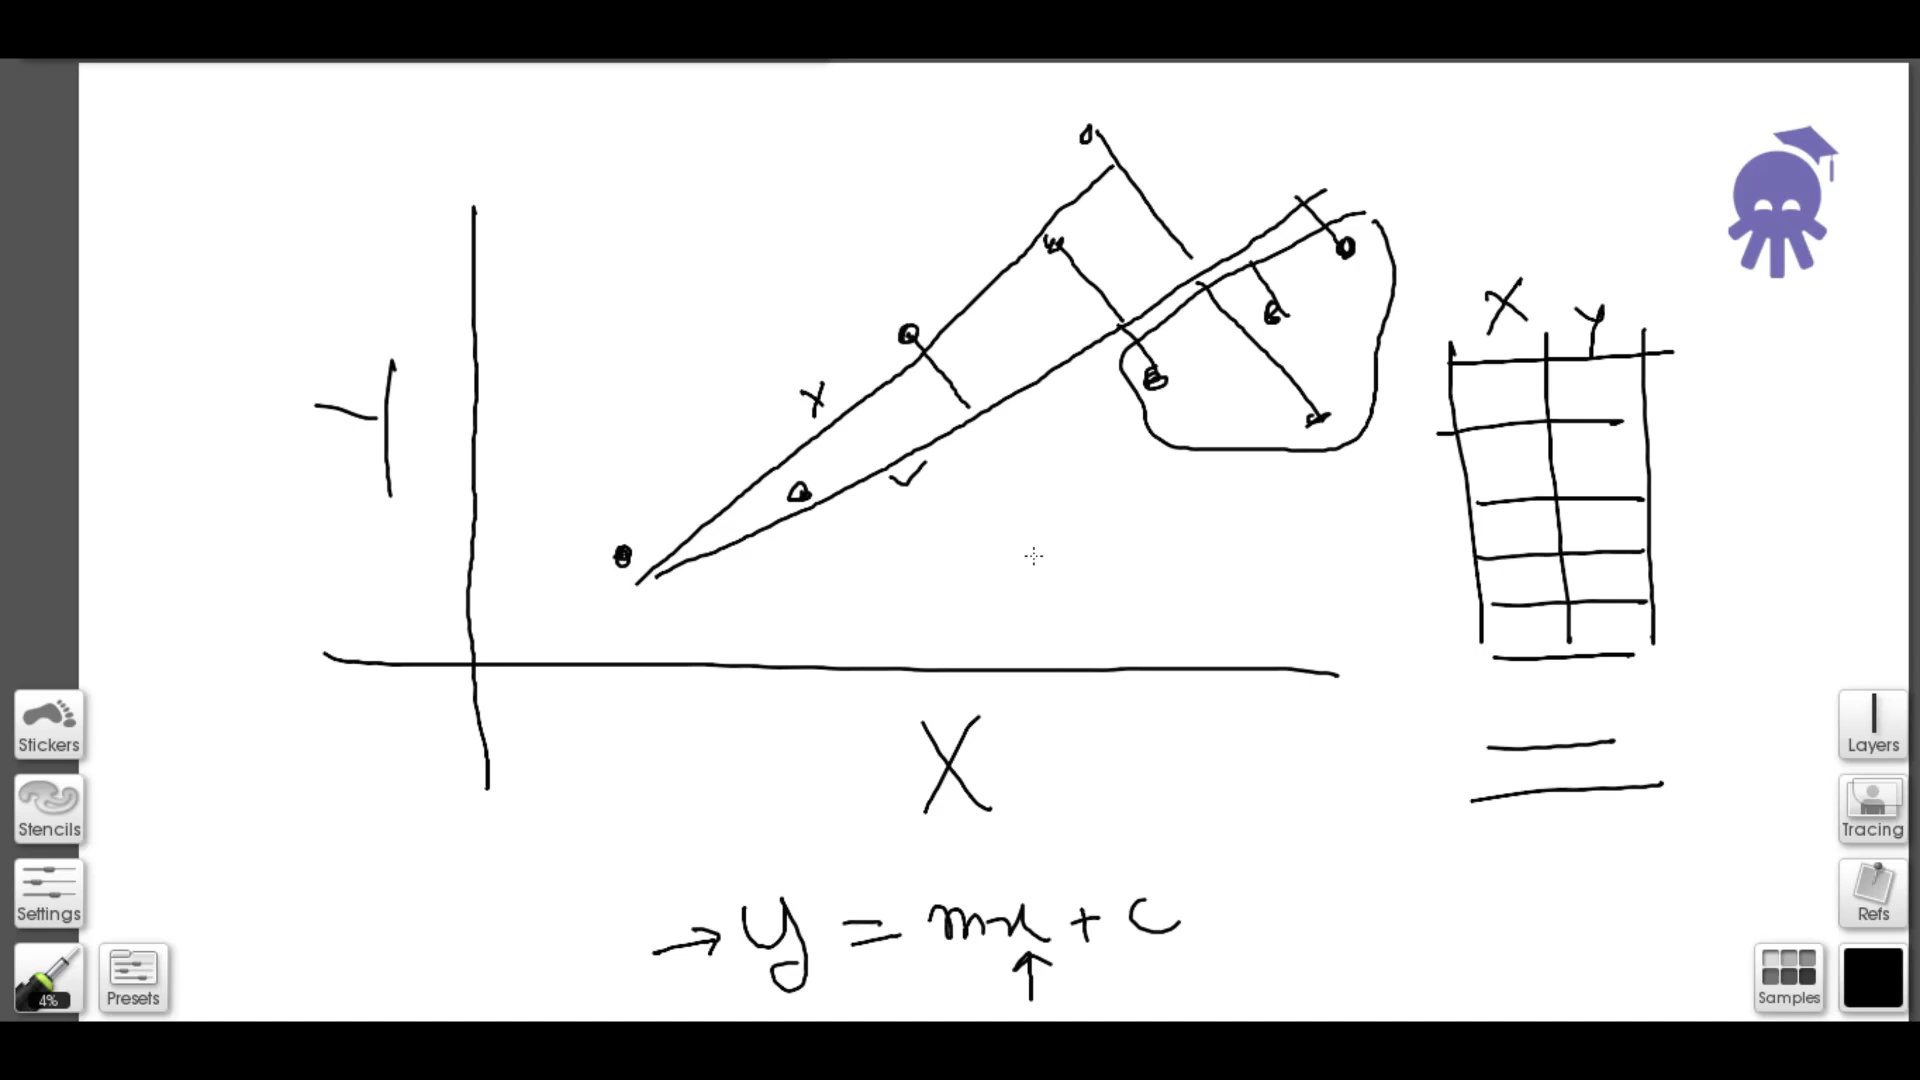 X Y
Y
X
→ y = mx + c
Stickers
Stencils
Settings
4%
Presets
Layers
Tracing
Refs
Samples